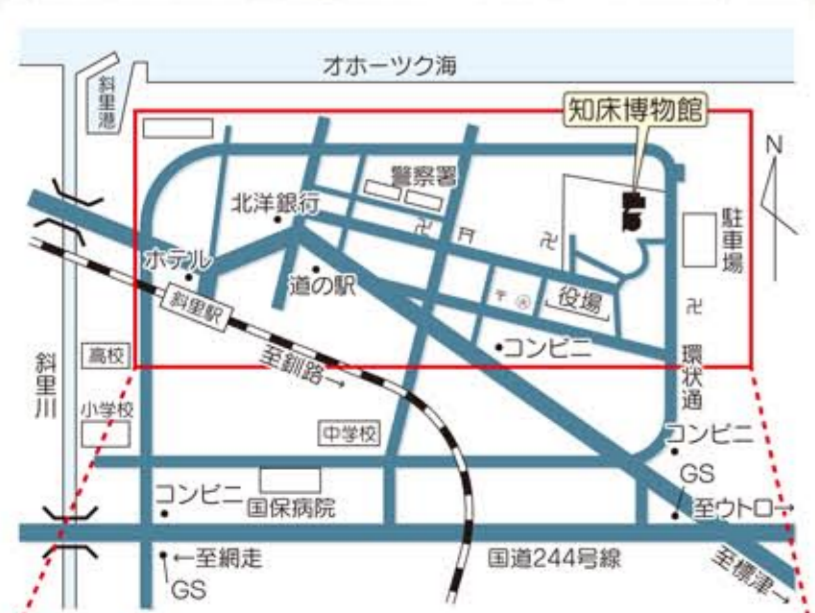 オホーツク海
斜里港
知床博物館
N
警察署
北洋銀行
卍
卍
駐車場
ホテル
道の駅
〒
役場
卍
斜里駅
コンビニ
至釧路→
高校
環状通
斜里川
小学校
中学校
コンビニ
GS
コンビニ
国保病院
至ウトロ→
←至網走
国道244号線
至標津→
GS